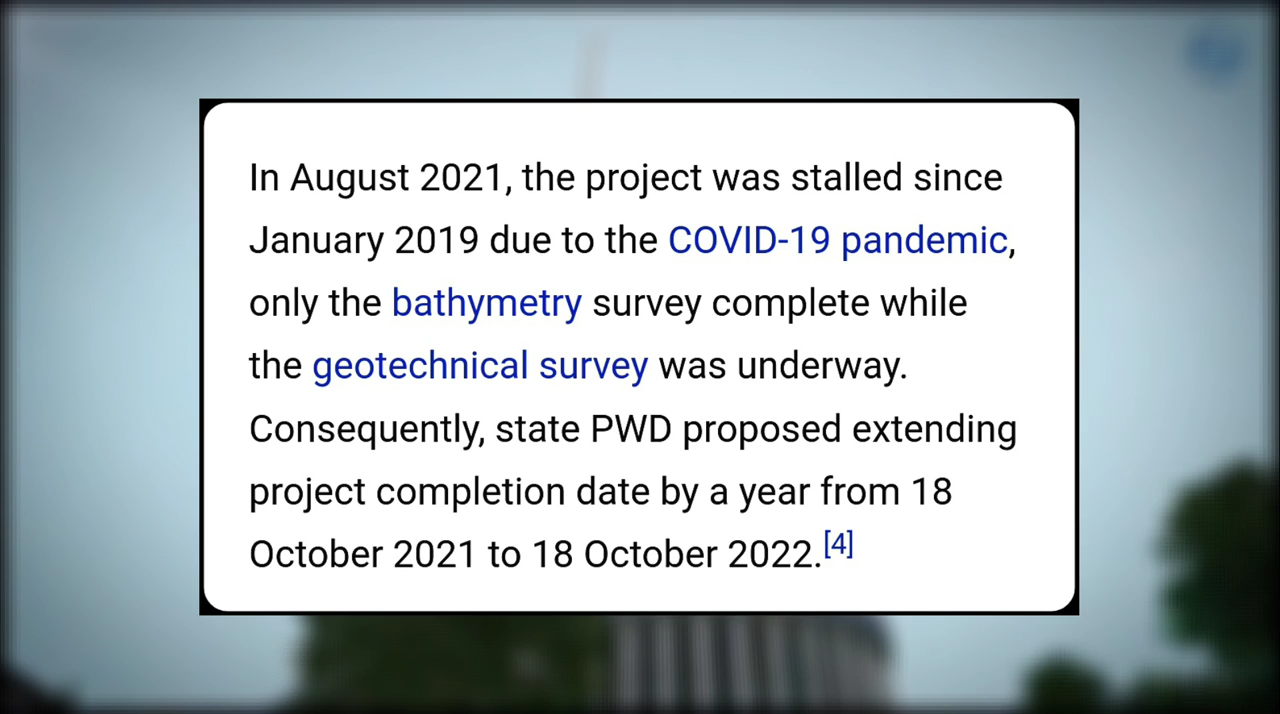 In August 2021, the project was stalled since
January 2019 due to the COVID-19 pandemic,
only the bathymetry survey complete while
the geotechnical survey was underway.
Consequently, state PWD proposed extending
project completion date by a year from 18
October 2021 to 18 October 2022.[4]